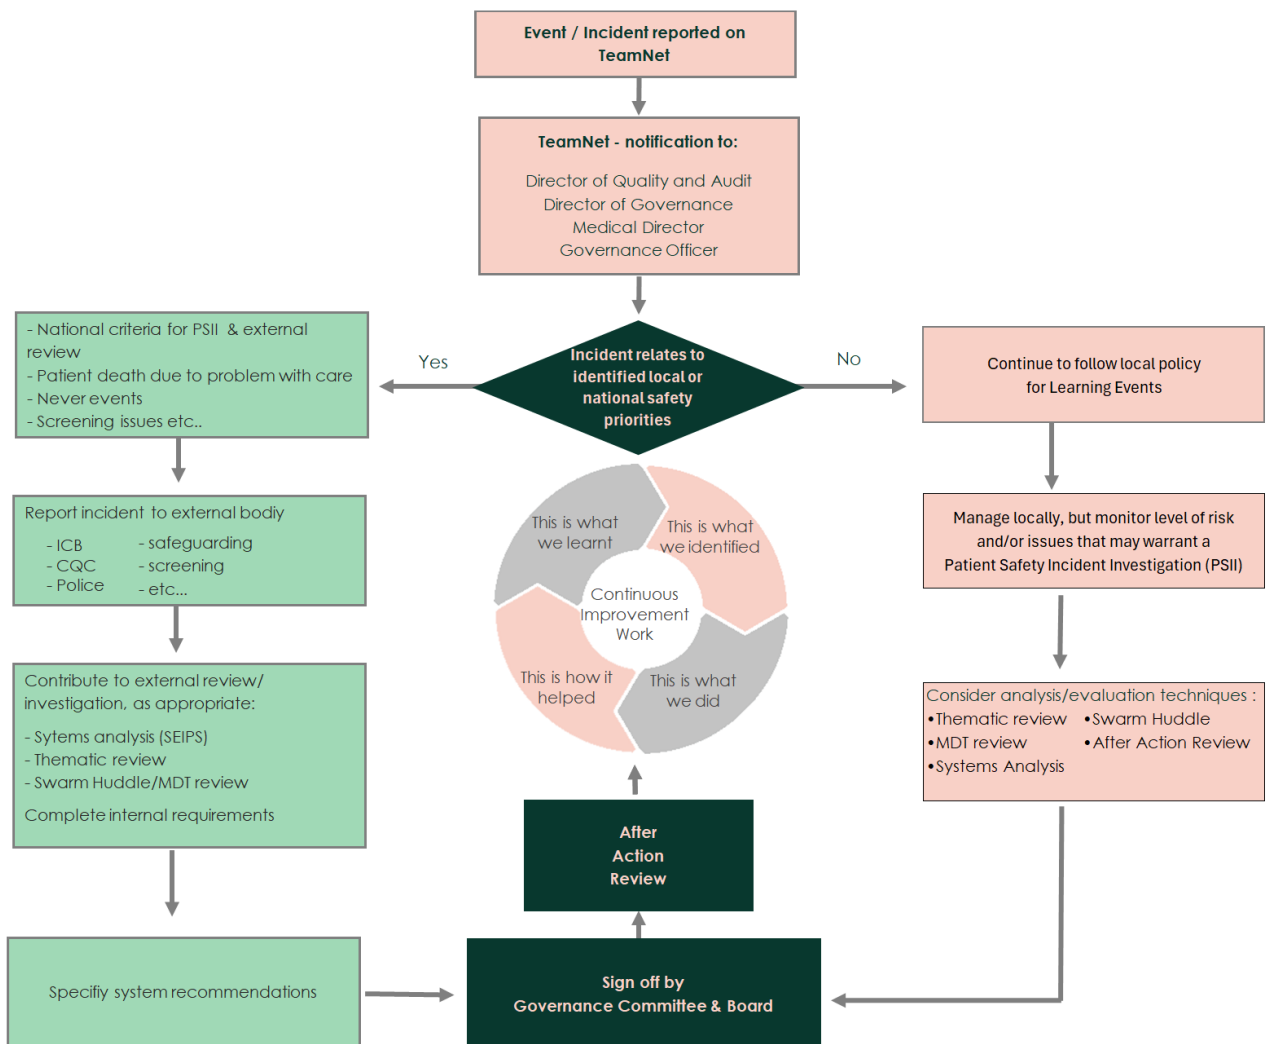 Event / Incident reported on
TeamNet
TeamNet - notification to:
Director of Quality and Audit
Director of Governance
Medical Director
Governance Officer
Incident relates to
identified local or
national safety
priorities
Yes
No
- National criteria for PSII & external
review
- Patient death due to problem with care
- Never events
- Screening issues etc..
Report incident to external bodiy
- ICB
- CQC
- Police
- safeguarding
- screening
- etc...
Contribute to external review/
investigation, as appropriate:
- Sytems analysis (SEIPS)
- Thematic review
- Swarm Huddle/MDT review
Complete internal requirements
Specifiy system recommendations
Continue to follow local policy
for Learning Events
Manage locally, but monitor level of risk
and/or issues that may warrant a
Patient Safety Incident Investigation (PSII)
Consider analysis/evaluation techniques :
•Thematic review
•MDT review
•Systems Analysis
•Swarm Huddle
•After Action Review
Sign off by
Governance Committee & Board
After
Action
Review
Continuous
Improvement
Work
This is what
we identified
This is what
we did
This is how it
helped
This is what
we learnt